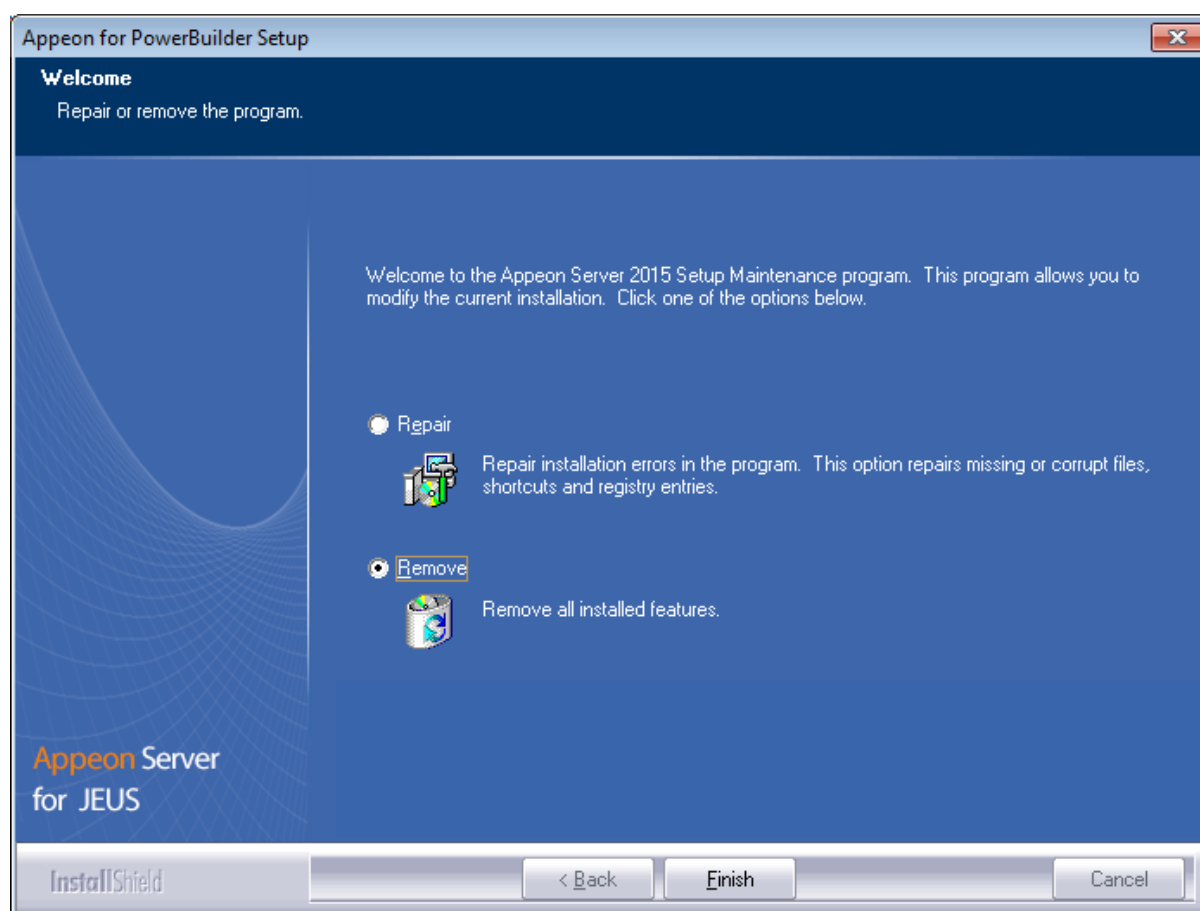 Appeon for PowerBuilder Setup
Welcome
Repair or remove the program.
Welcome to the Appeon Server 2015 Setup Maintenance program. This program allows you to
modify the current installation. Click one of the options below.
Repair
Repair installation errors in the program. This option repairs missing or corrupt files,
shortcuts and registry entries.
Remove
Remove all installed features.
Appeon Server
for JEUS
InstallShield
< Back
Finish
Cancel